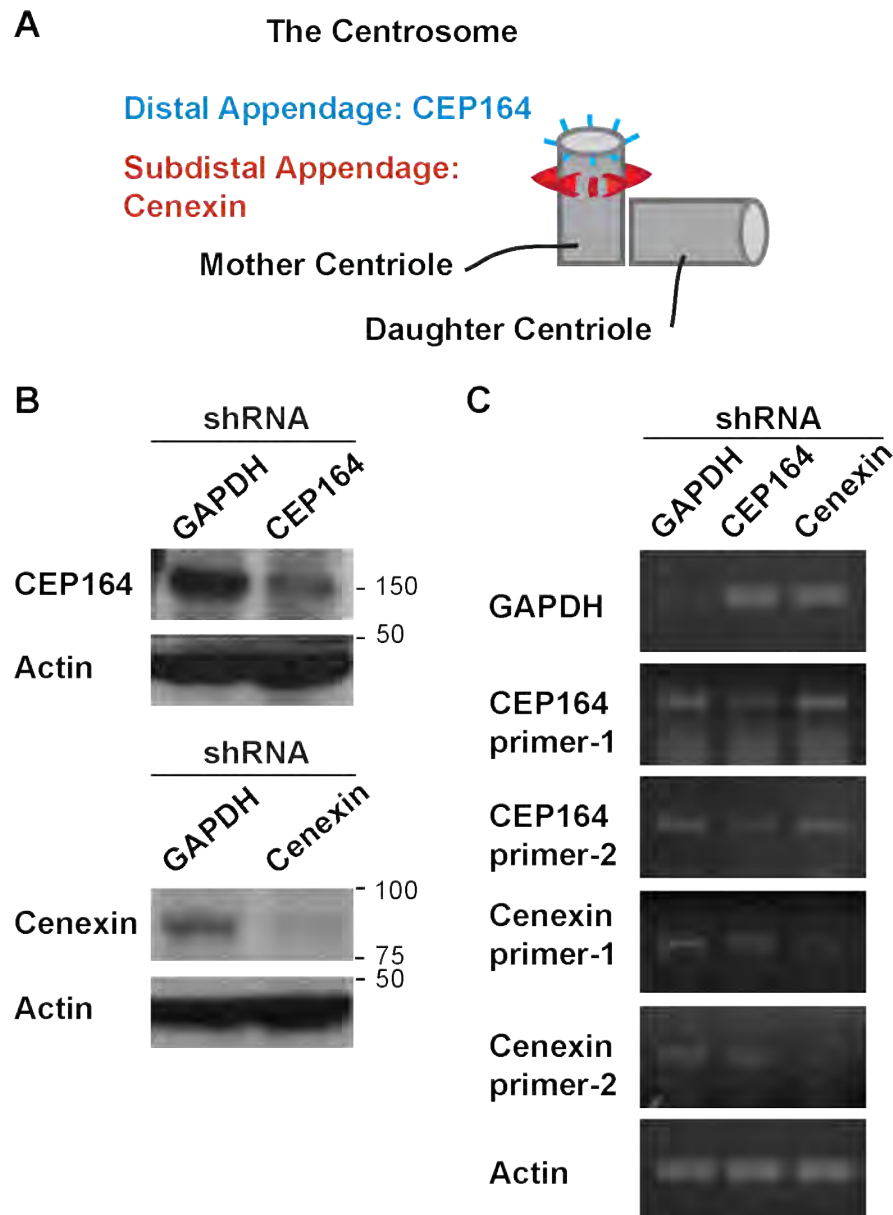 A
The Centrosome
Distal Appendage: CEP164
Subdistal Appendage:
Cenexin
Mother Centriole
Daughter Centriole
B
shRNA
GAPDH CEP164
CEP164
- 150
- 50
Actin
shRNA
GAPDH Cenexin
- 100
Cenexin
- 75
- 50
Actin
C
shRNA
GAPDH CEP164 Cenexin
GAPDH
CEP164
primer-1
CEP164
primer-2
Cenexin
primer-1
Cenexin
primer-2
Actin